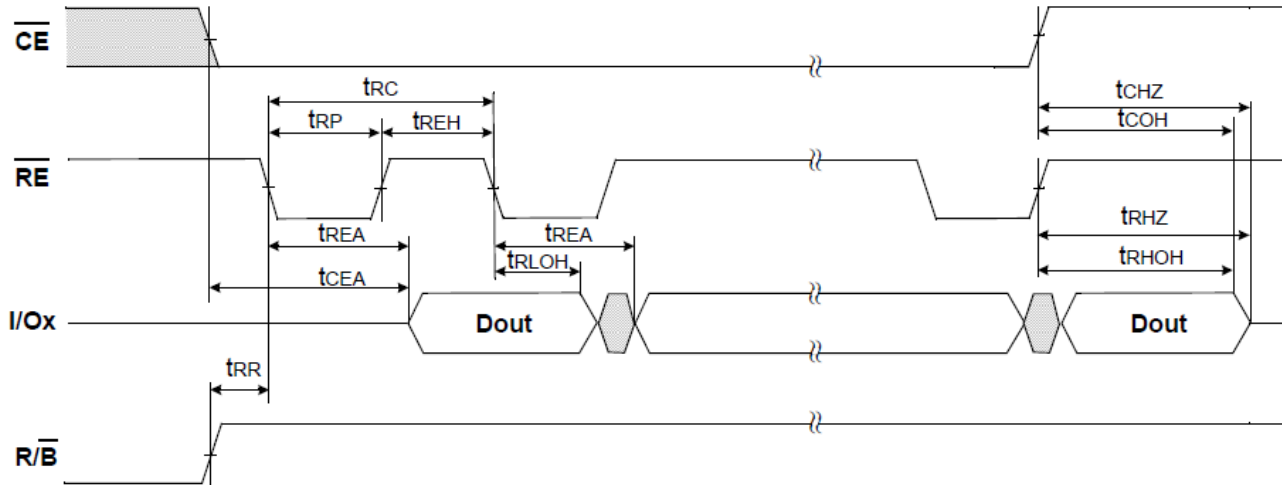 CE
tRC
tCHZ
tRP
tREH
tCOH
RE
tREA
tREA
tRHZ
tRLOH
tCEA
tRHOH
I/Ox
Dout
Dout
tRR
R/B